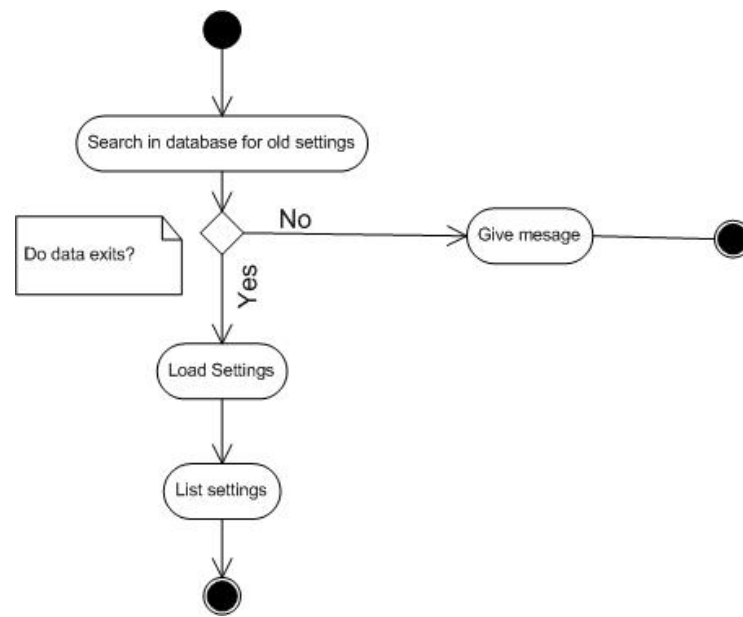 Search in database for old settings
Do data exits?
No
Give mesage
Yes
Load Settings
List settings